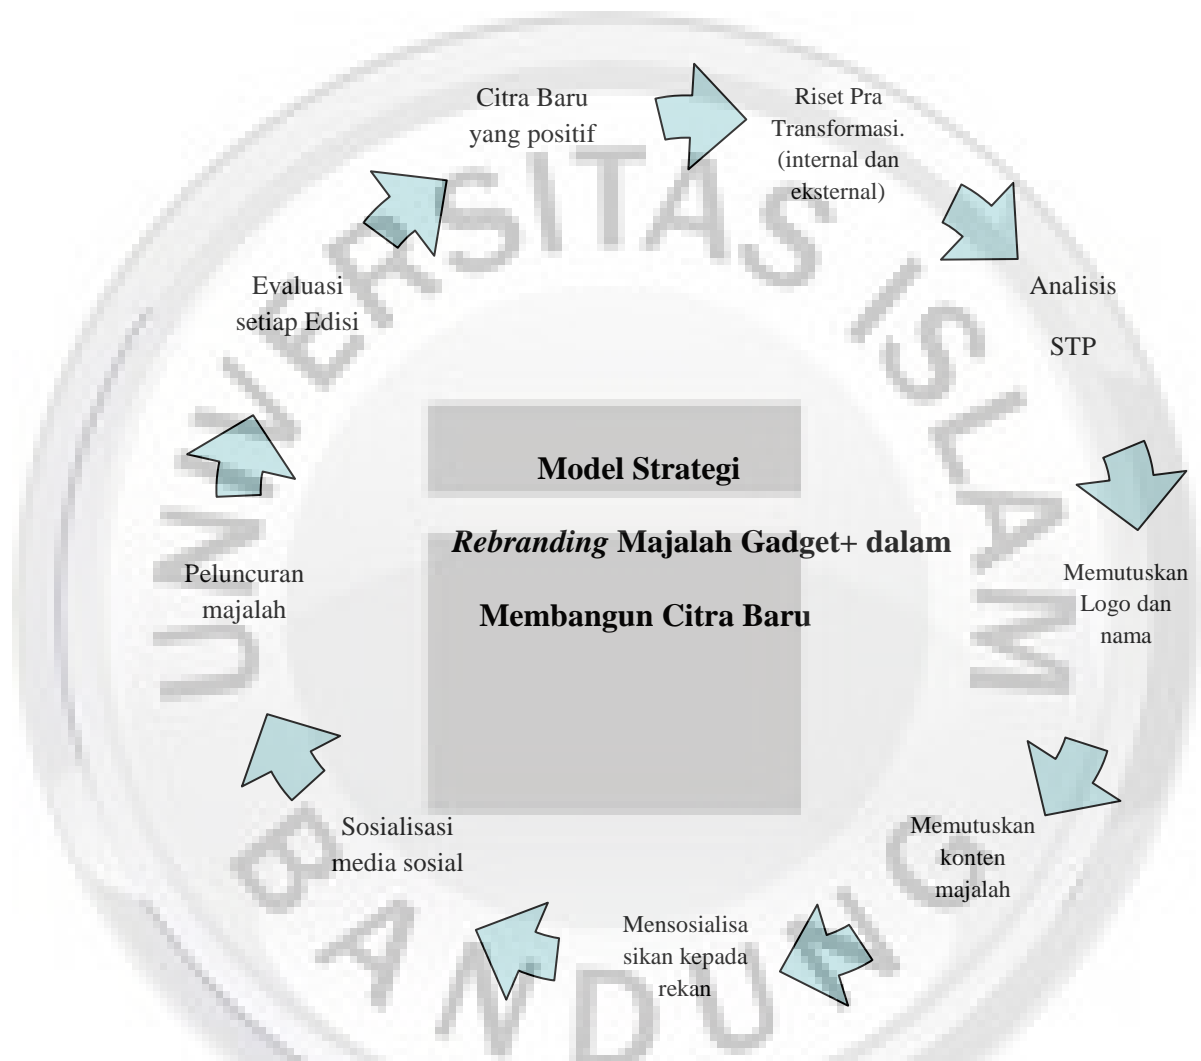 Citra Baru
yang positif
Riset Pra
Transformasi.
(internal dan
eksternal)
Analisis
STP
Memutuskan
Logo dan
nama
Memutuskan
konten
majalah
Mensosialisa
sikan kepada
rekan
Sosialisasi
media sosial
Peluncuran
majalah
Evaluasi
setiap Edisi
Model Strategi
Rebranding Majalah Gadget+ dalam
Membangun Citra Baru
UNIVERSITAS ISLAM
BANDUNG